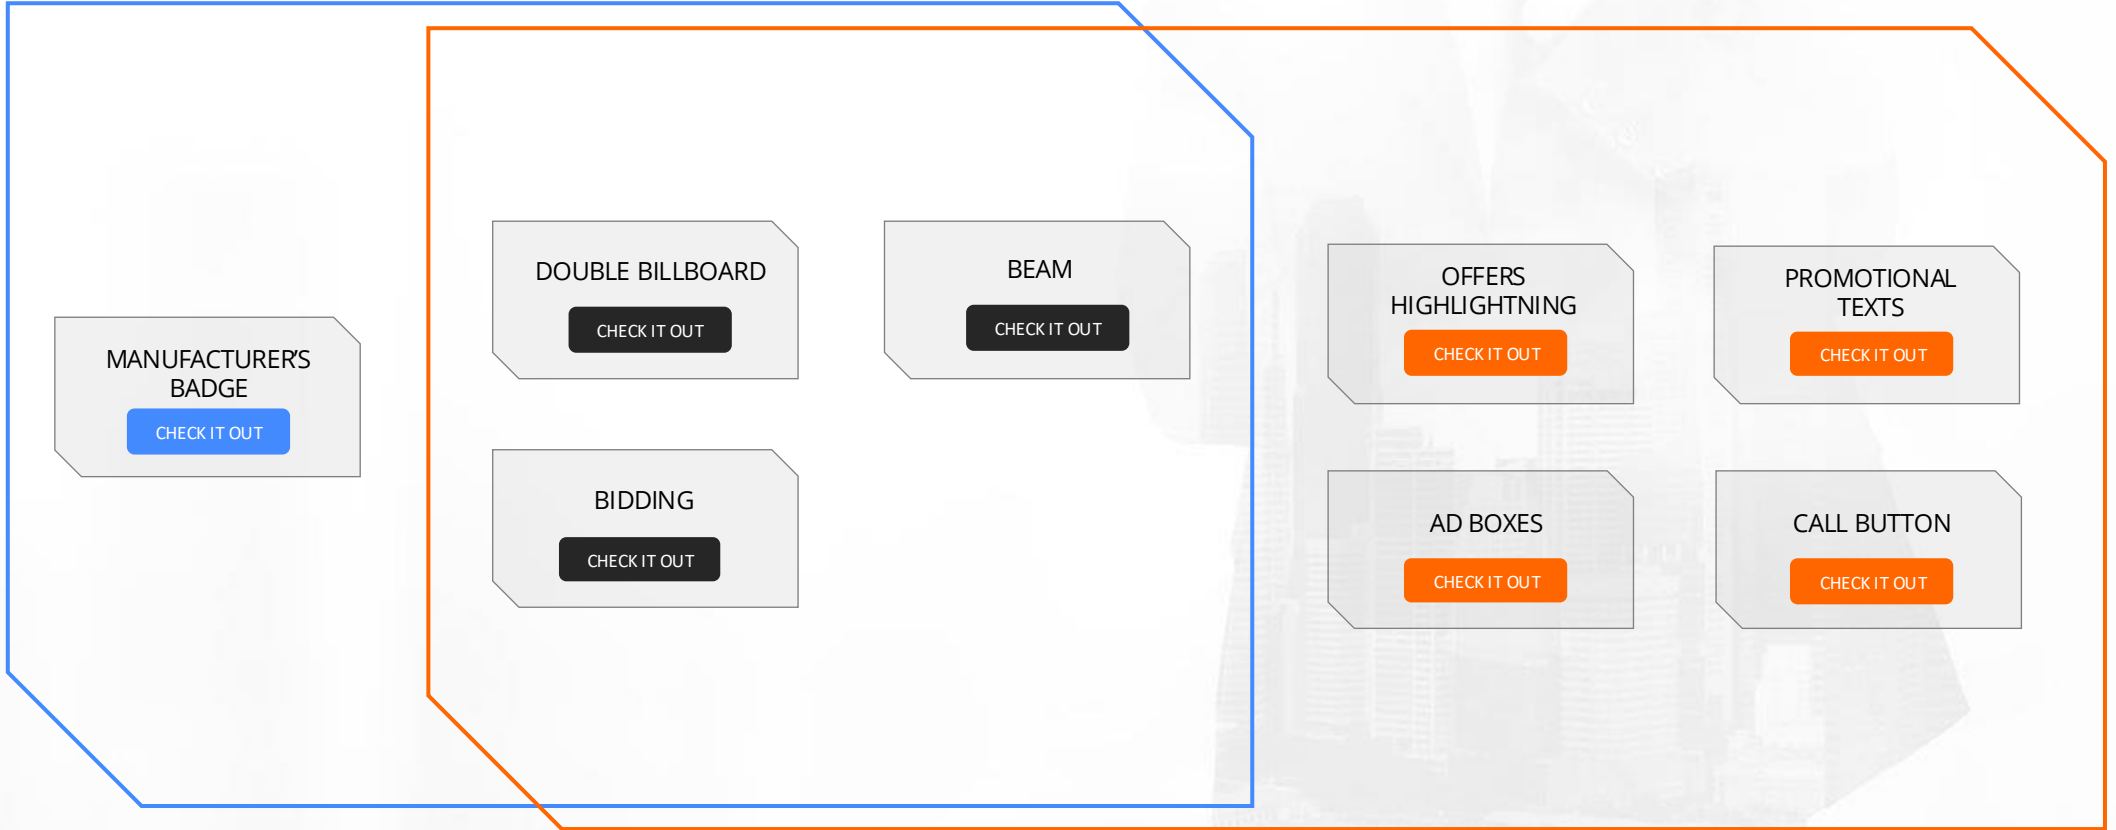 MANUFACTURER'S
BADGE
CHECK IT OUT
DOUBLE BILLBOARD
CHECK IT OUT
BEAM
CHECK IT OUT
BIDDING
CHECK IT OUT
OFFERS
HIGHLIGHTNING
CHECK IT OUT
PROMOTIONAL
TEXTS
CHECK IT OUT
AD BOXES
CHECK IT OUT
CALL BUTTON
CHECK IT OUT